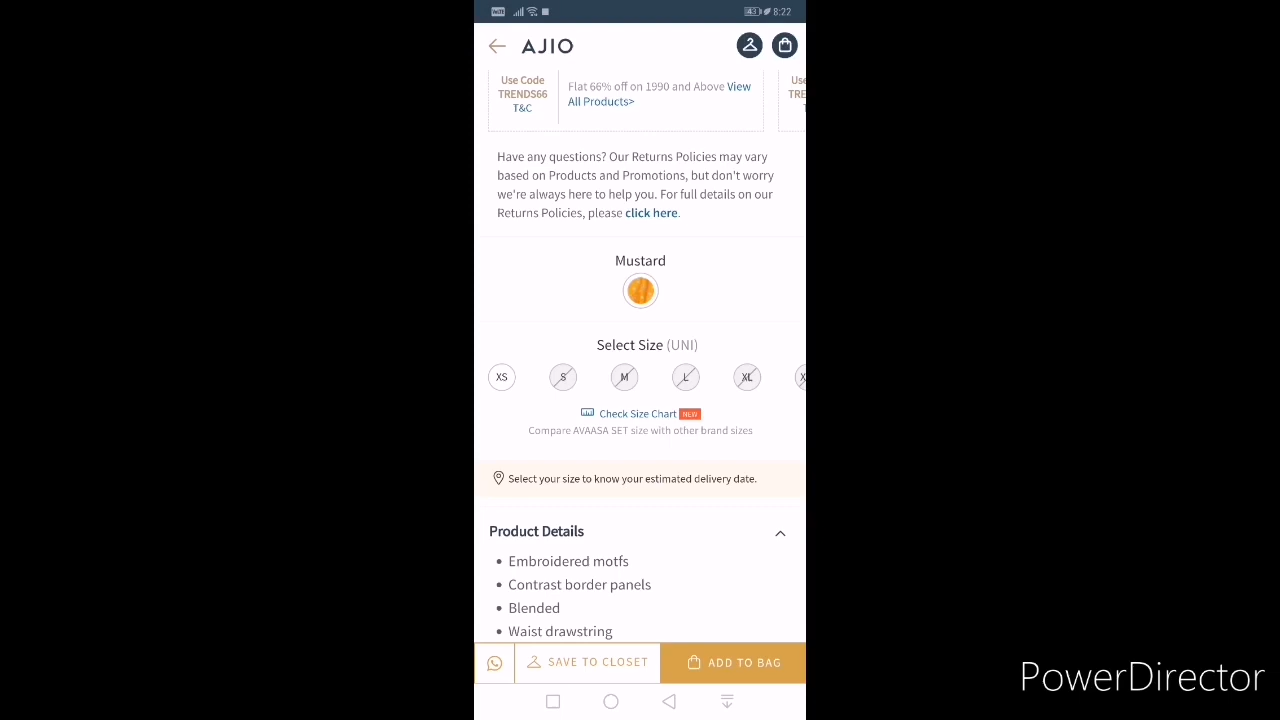 VoLTE
43 8:22
AJIO
Use Code
TRENDS66
T&C
Flat 66% off on 1990 and Above View
All Products>
Use
TRE
T
Have any questions? Our Returns Policies may vary
based on Products and Promotions, but don't worry
we're always here to help you. For full details on our
Returns Policies, please click here.
Mustard
Select Size (UNI)
XS S M L XL X
Check Size Chart NEW
Compare AVAASA SET size with other brand sizes
Select your size to know your estimated delivery date.
Product Details
• Embroidered motfs
• Contrast border panels
• Blended
• Waist drawstring
SAVE TO CLOSET
ADD TO BAG
PowerDirector